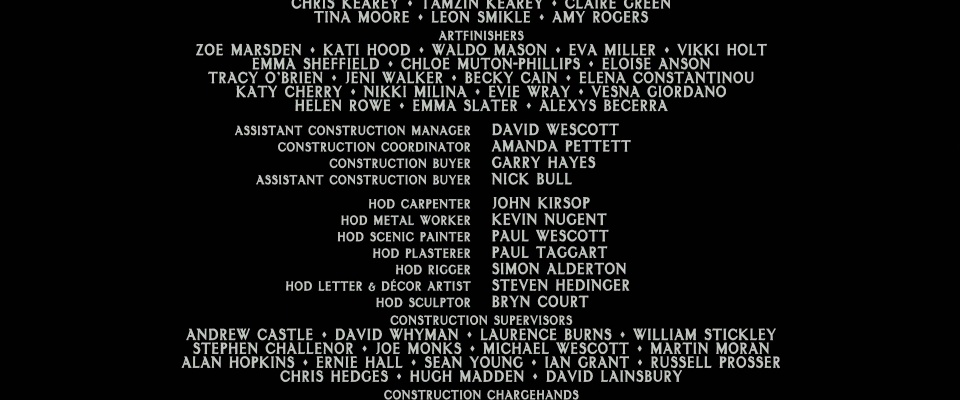 CHRIS KEAREY • TAMZIN KEAREY • CLAIRE GREEN
TINA MOORE • LEON SMIKLE • AMY ROGERS
ARTFINISHERS
ZOE MARSDEN • KATI HOOD • WALDO MASON • EVA MILLER • VIKKI HOLT
EMMA SHEFFIELD • CHLOE MUTON-PHILLIPS • ELOISE ANSON
TRACY O'BRIEN • JENI WALKER • BECKY CAIN • ELENA CONSTANTINOU
KATY CHERRY • NIKKI MILINA • EVIE WRAY • VESNA GIORDANO
HELEN ROWE • EMMA SLATER • ALEXYS BECERRA
ASSISTANT CONSTRUCTION MANAGER DAVID WESCOTT
CONSTRUCTION COORDINATOR AMANDA PETTETT
CONSTRUCTION BUYER GARRY HAYES
ASSISTANT CONSTRUCTION BUYER NICK BULL
HOD CARPENTER JOHN KIRSOP
HOD METAL WORKER KEVIN NUGENT
HOD SCENIC PAINTER PAUL WESCOTT
HOD PLASTERER PAUL TAGGART
HOD RIGGER SIMON ALDERTON
HOD LETTER & DÉCOR ARTIST STEVEN HEDINGER
HOD SCULPTOR BRYN COURT
CONSTRUCTION SUPERVISORS
ANDREW CASTLE • DAVID WHYMAN • LAURENCE BURNS • WILLIAM STICKLEY
STEPHEN CHALLENOR • JOE MONKS • MICHAEL WESCOTT • MARTIN MORAN
ALAN HOPKINS • ERNIE HALL • SEAN YOUNG • IAN GRANT • RUSSELL PROSSER
CHRIS HEDGES • HUGH MADDEN • DAVID LAINSBURY
CONSTRUCTION CHARGEHANDS